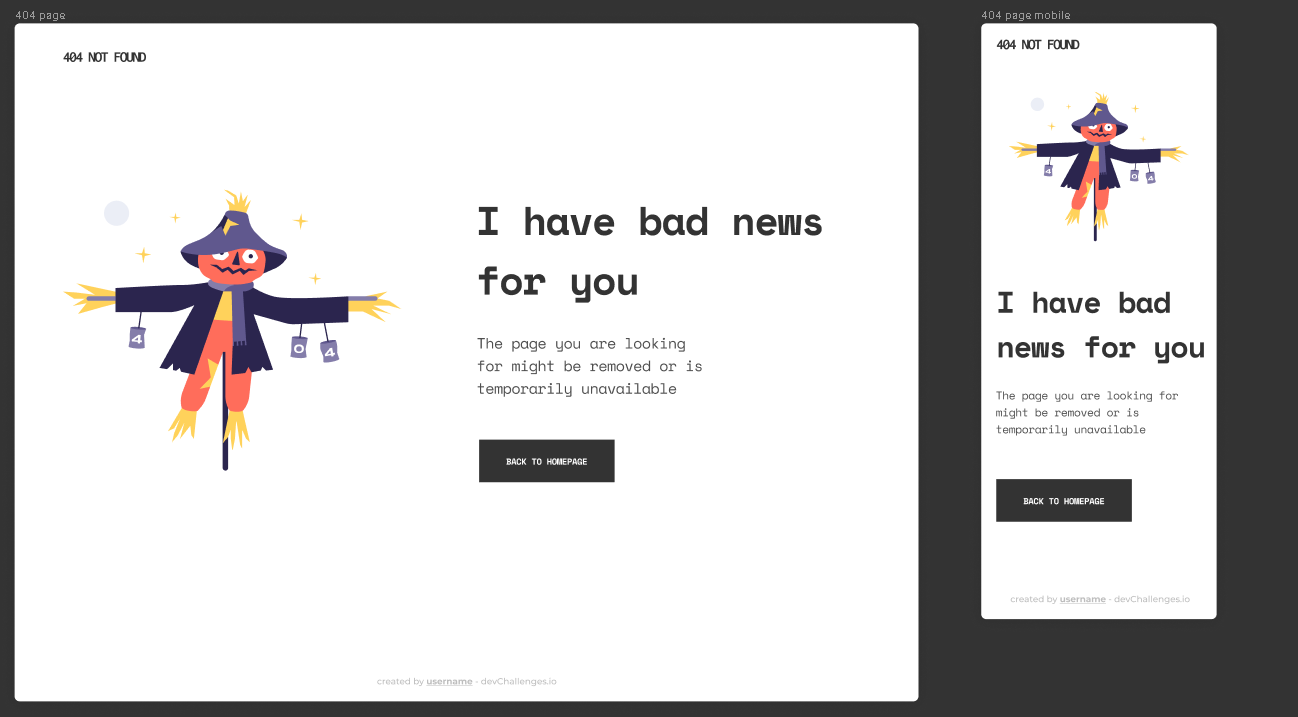 404 page
404 NOT FOUND
4
0
4
I have bad news
for you
The page you are looking
for might be removed or is
temporarily unavailable
BACK TO HOMEPAGE
created by username - devChallenges.io
404 page mobile
404 NOT FOUND
4
0
4
I have bad
news for you
The page you are looking for
might be removed or is
temporarily unavailable
BACK TO HOMEPAGE
created by username - devChallenges.io